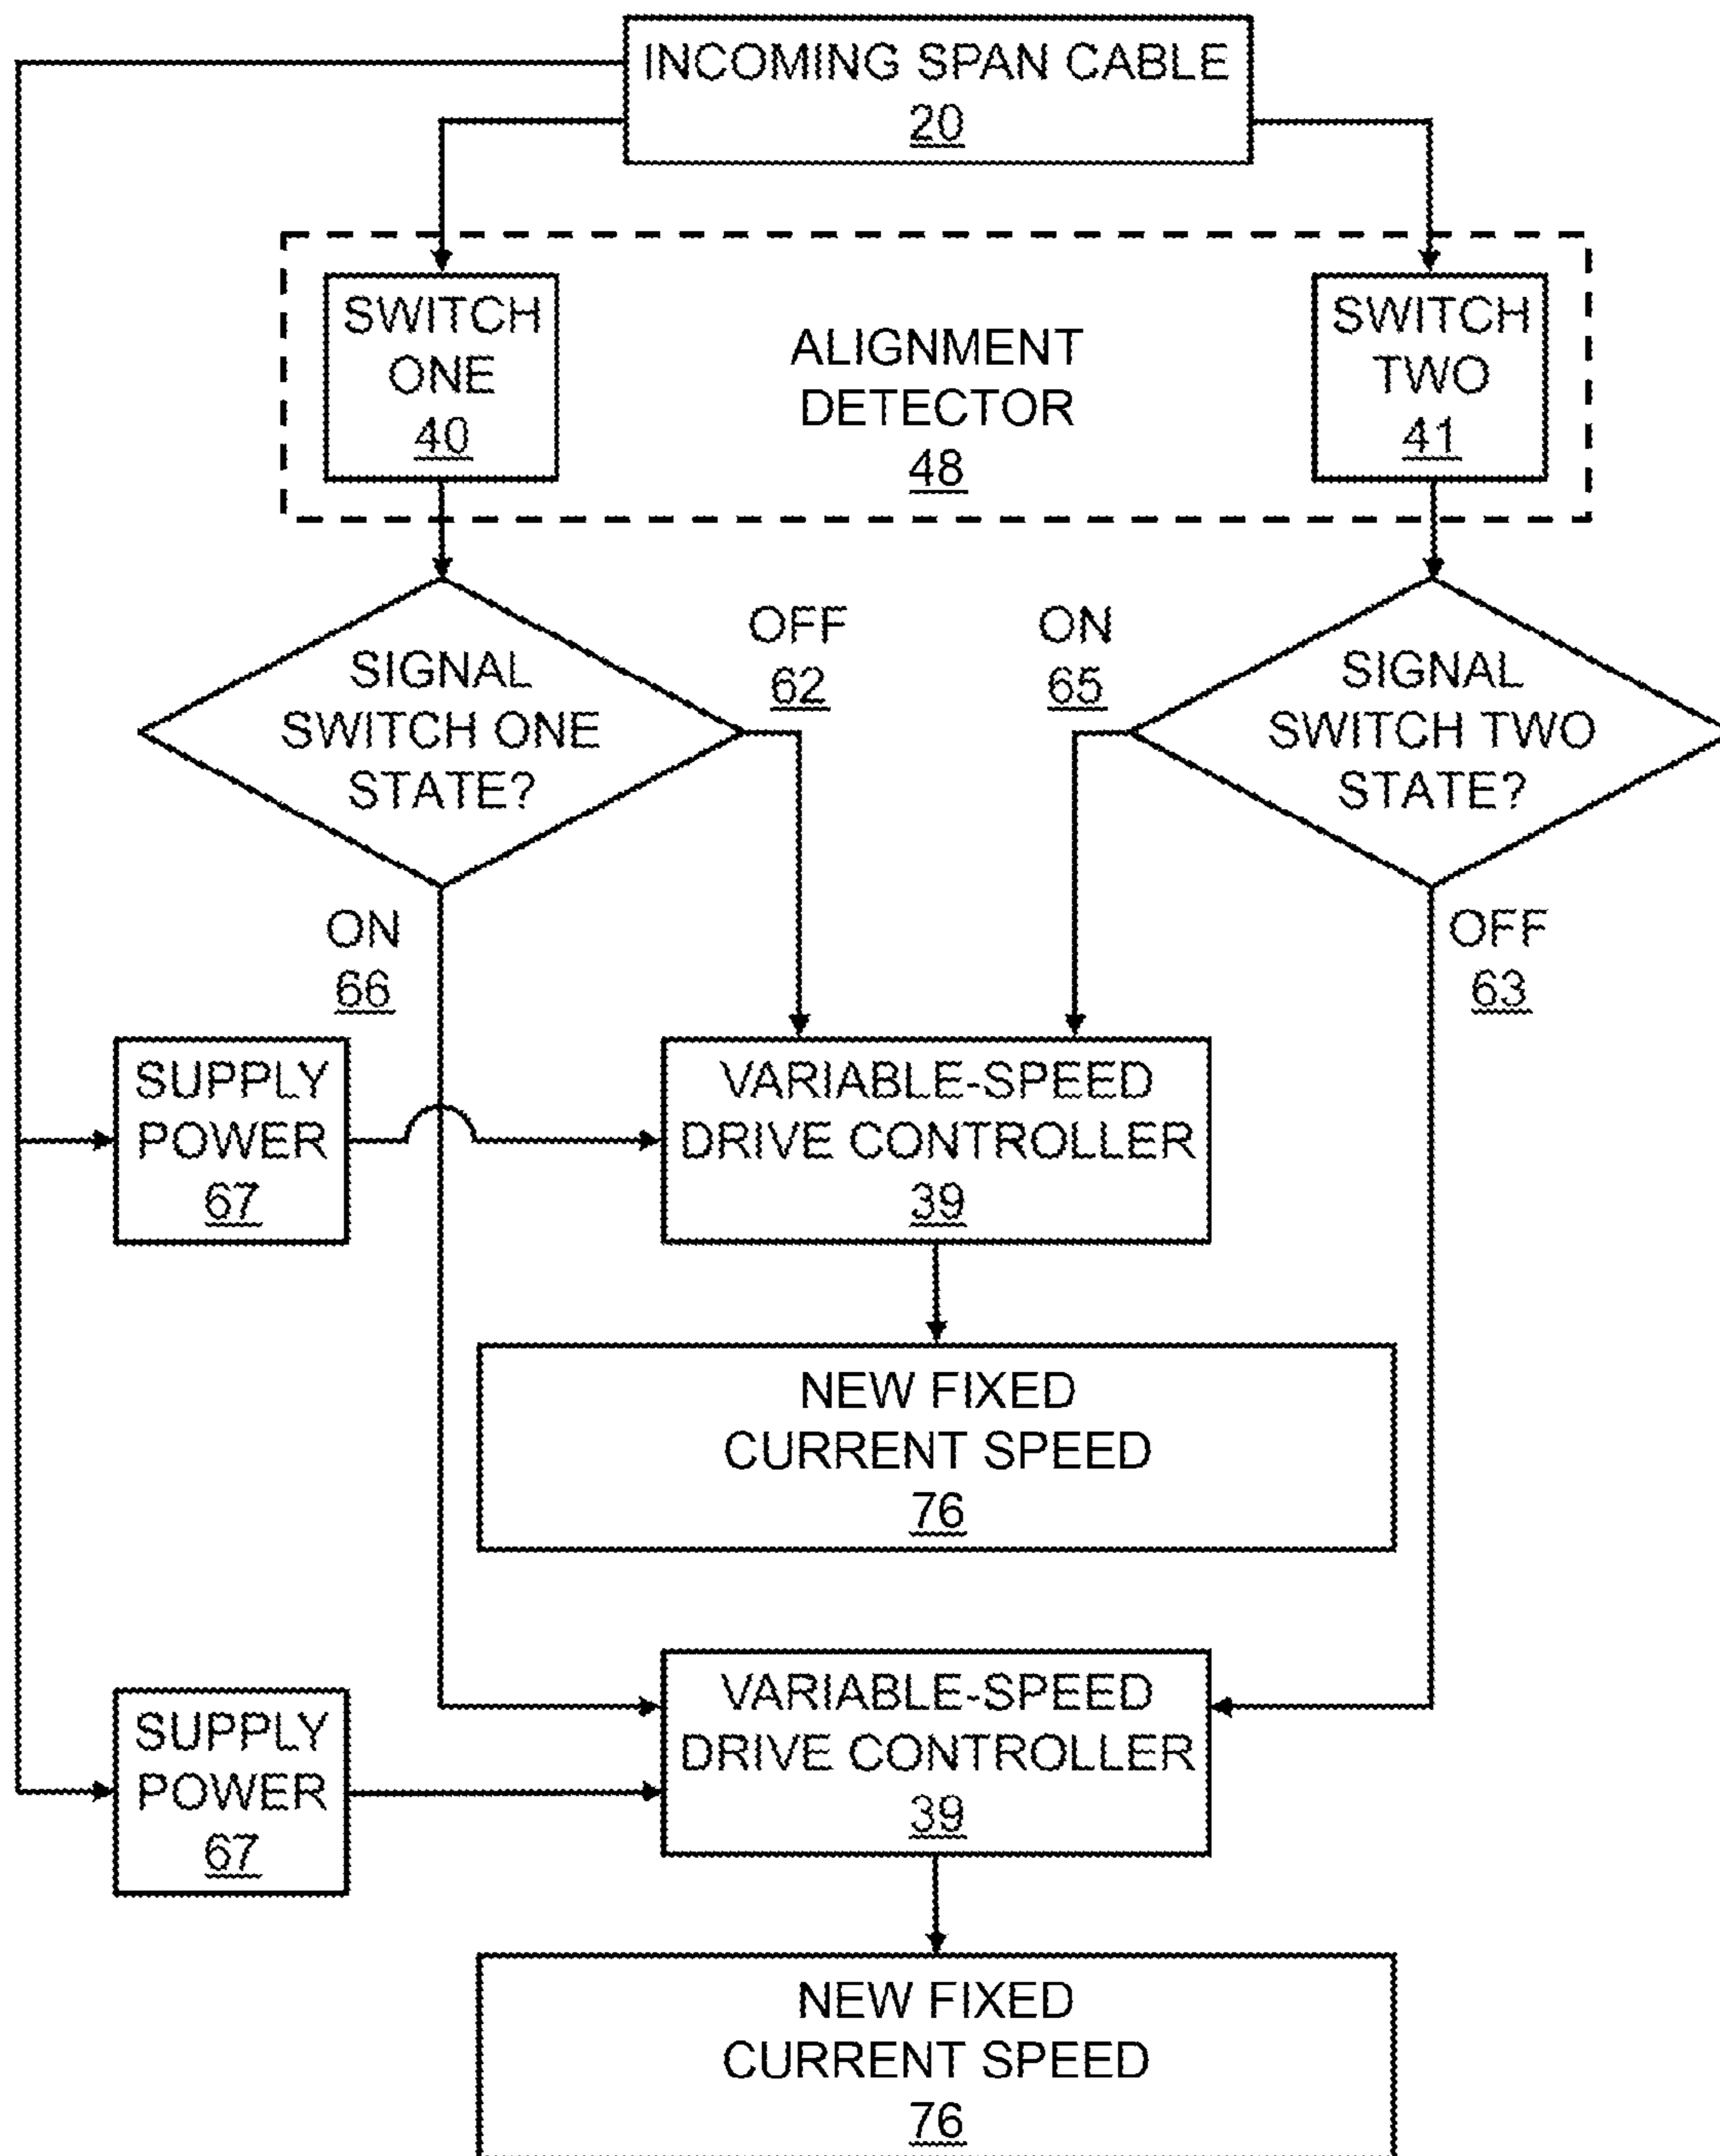 INCOMING SPAN CABLE
20
SWITCH
ONE
40
ALIGNMENT
DETECTOR
48
SWITCH
TWO
41
SIGNAL
SWITCH ONE
STATE?
OFF
62
ON
65
SIGNAL
SWITCH TWO
STATE?
ON
66
OFF
63
SUPPLY
POWER
67
VARIABLE-SPEED
DRIVE CONTROLLER
39
NEW FIXED
CURRENT SPEED
76
SUPPLY
POWER
67
VARIABLE-SPEED
DRIVE CONTROLLER
39
NEW FIXED
CURRENT SPEED
76